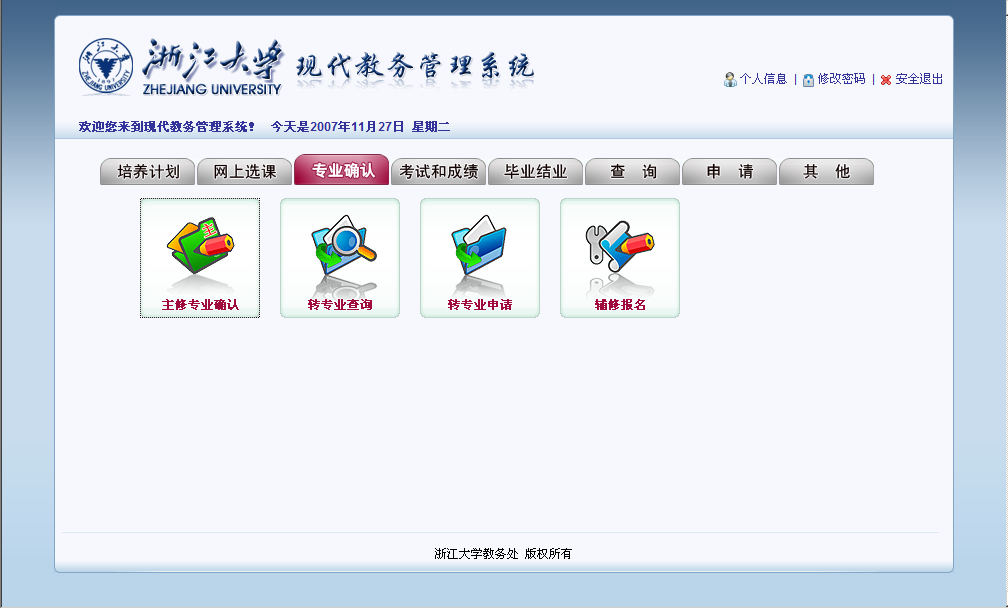 浙江大学 现代教务管理系统
ZHEJIANG UNIVERSITY
个人信息 | 修改密码 | 安全退出
欢迎您来到现代教务管理系统! 今天是2007年11月27日 星期二
培养计划 网上选课 专业确认 考试和成绩 毕业结业 查 询 申 请 其 他
主
主修专业确认 转专业查询 转专业申请 辅修报名
浙江大学教务处 版权所有